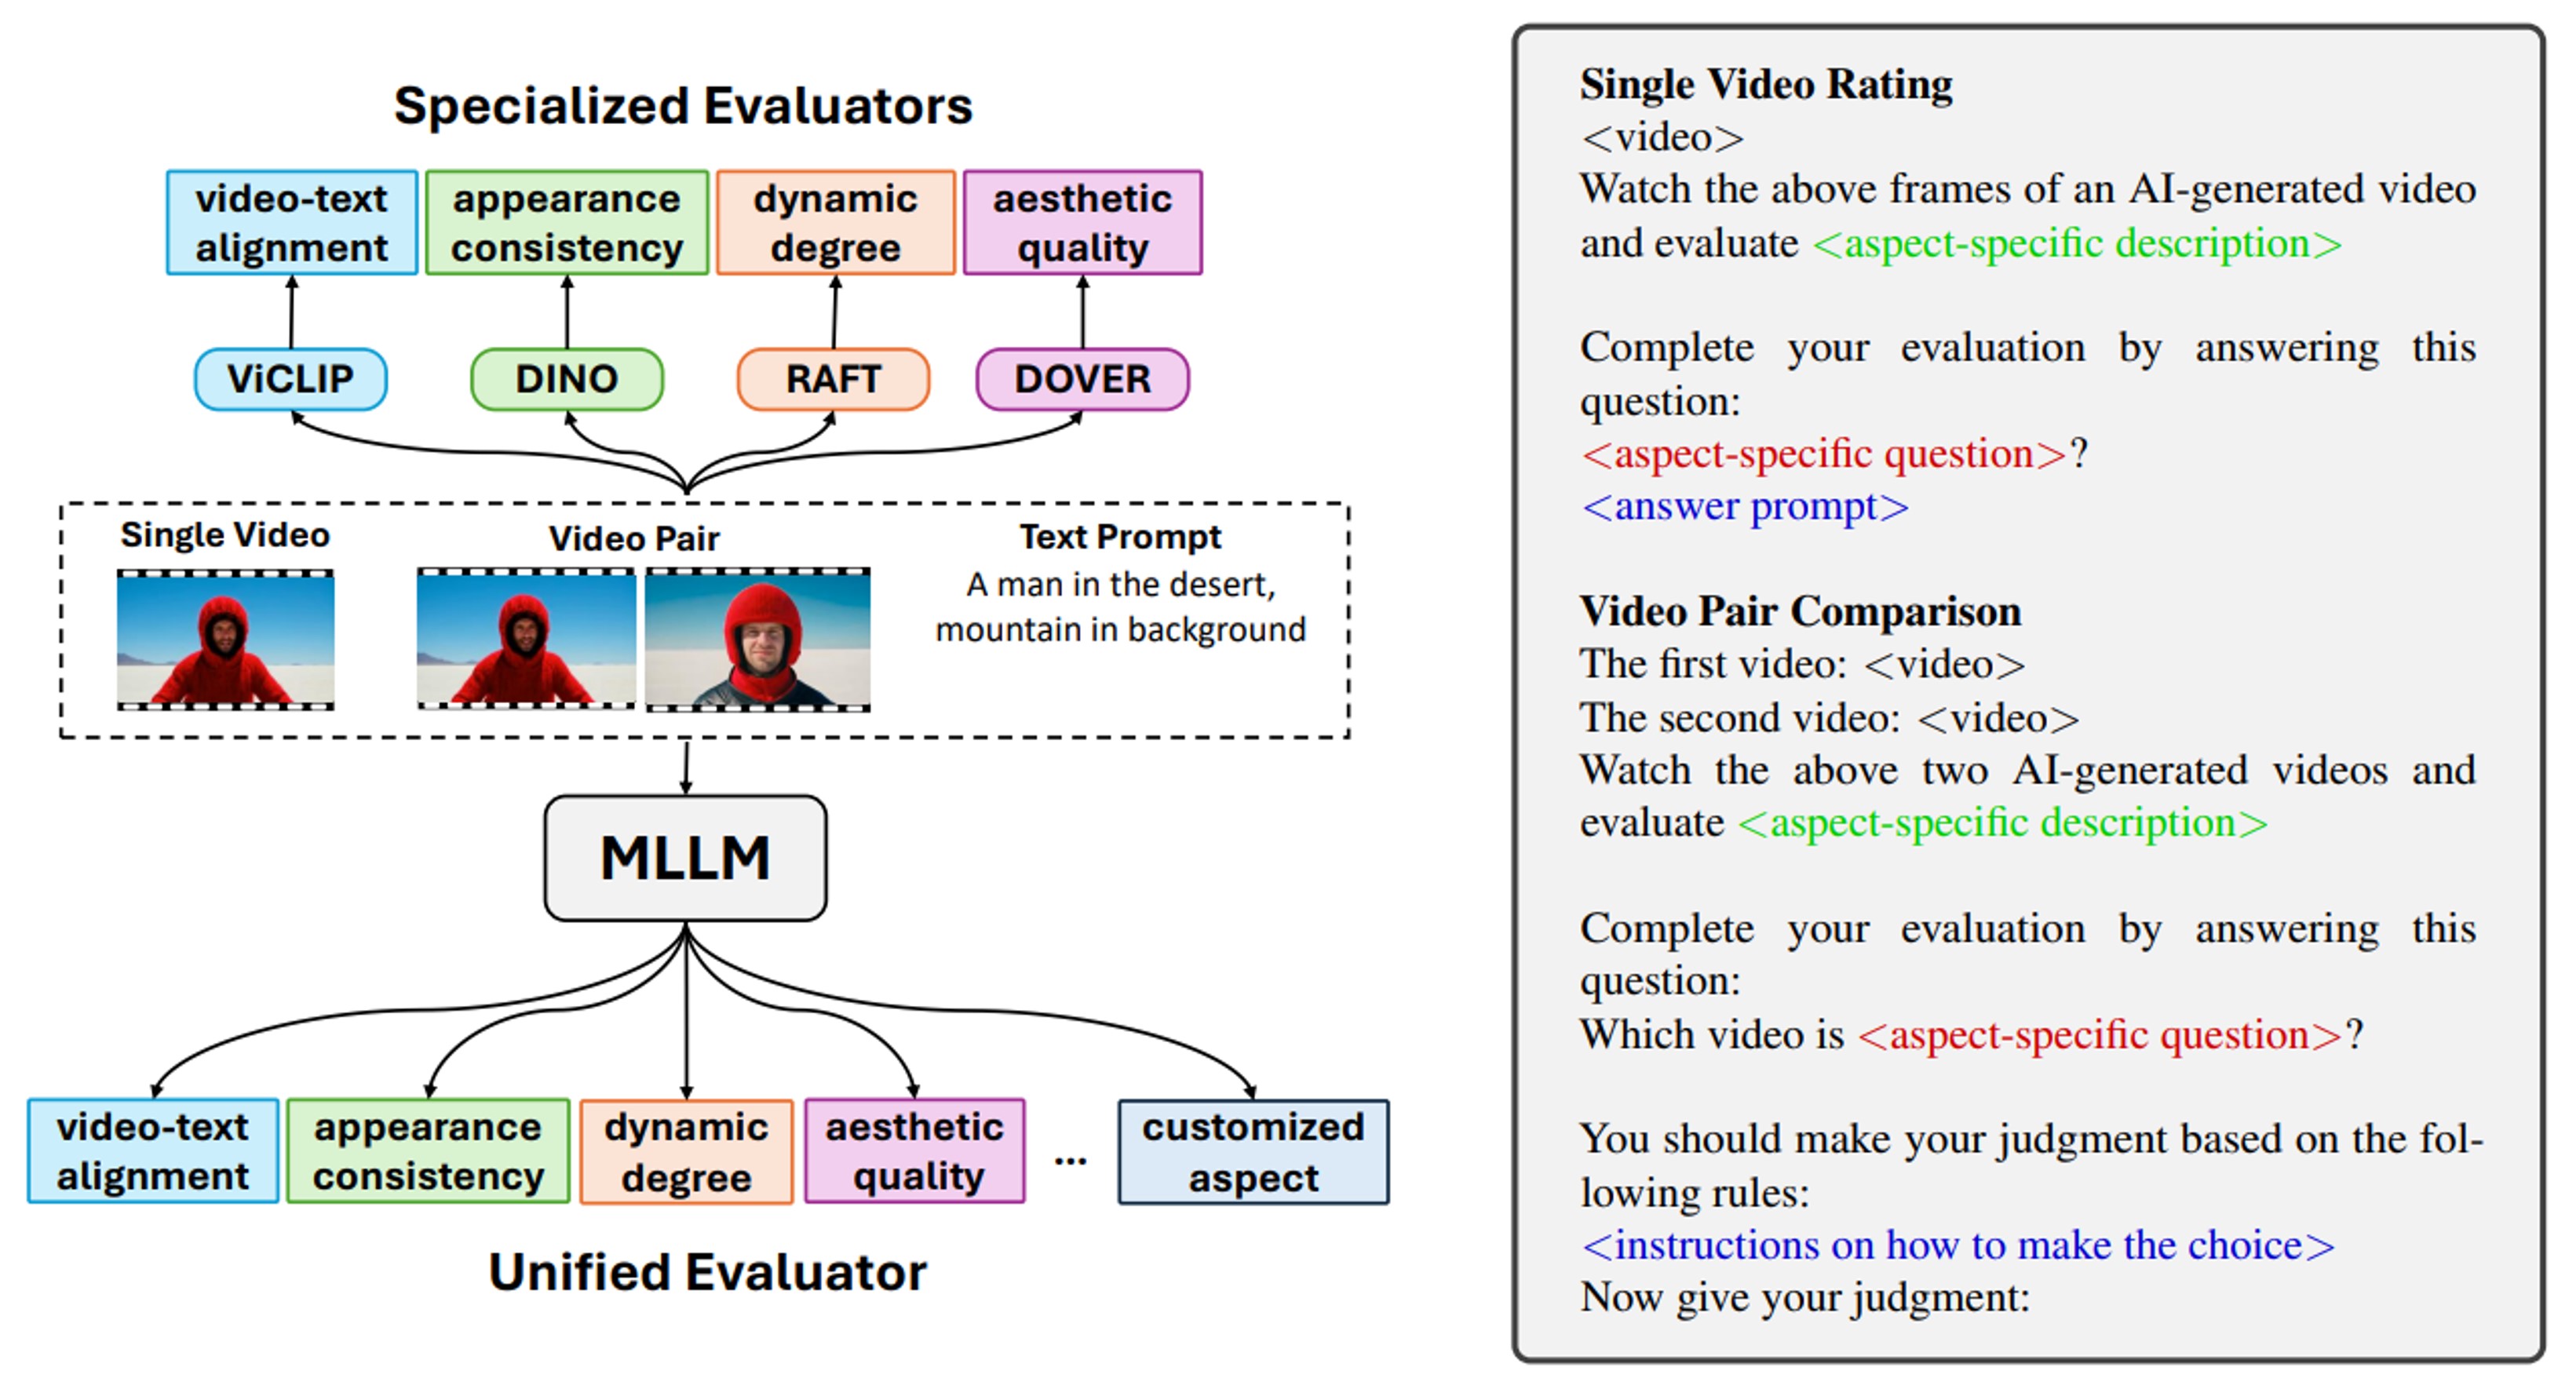 Specialized Evaluators
video-text
alignment
appearance
consistency
dynamic
degree
aesthetic
quality
ViCLIP
DINO
RAFT
DOVER
Single Video
Video Pair
Text Prompt
A man in the desert,
mountain in background
MLLM
video-text
alignment
appearance
consistency
dynamic
degree
aesthetic
quality
...
customized
aspect
Unified Evaluator
Single Video Rating
<video>
Watch the above frames of an AI-generated video
and evaluate <aspect-specific description>
Complete your evaluation by answering this
question:
<aspect-specific question>?
<answer prompt>
Video Pair Comparison
The first video: <video>
The second video: <video>
Watch the above two AI-generated videos and
evaluate <aspect-specific description>
Complete your evaluation by answering this
question:
Which video is <aspect-specific question>?
You should make your judgment based on the fol-
lowing rules:
<instructions on how to make the choice>
Now give your judgment: